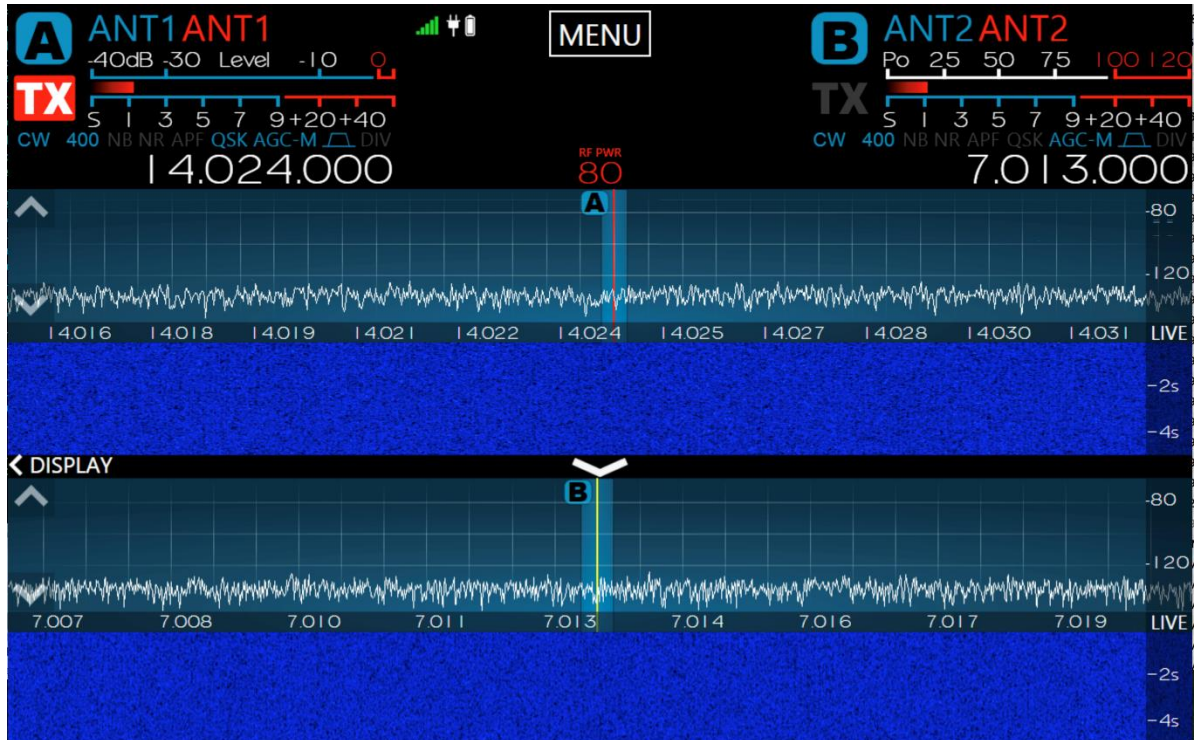 A ANT1 ANT1 MENU B ANT2 ANT2
-40dB -30 Level -10 0 Po 25 50 75 100 120
TX TX
S 1 3 5 7 9+20+40 S 1 3 5 7 9+20+40
CW 400 NB NR APF QSK AGC-M DIV CW 400 NB NR APF QSK AGC-M DIV
RF PWR
14.024.000 80 7.013.000
A -80
-120
14.016 14.018 14.019 14.021 14.022 14.024 14.025 14.027 14.028 14.030 14.031 LIVE
-2s
-4s
< DISPLAY
B -80
-120
7.007 7.008 7.010 7.011 7.013 7.014 7.016 7.017 7.019 LIVE
-2s
-4s